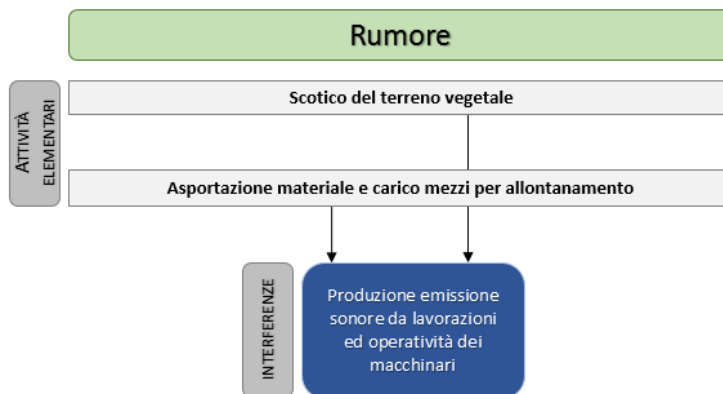 Rumore
ATTIVITÀ
ELEMENTARI
Scotico del terreno vegetale
Asportazione materiale e carico mezzi per allontanamento
INTERFERENZE
Produzione emissione
sonore da lavorazioni
ed operatività dei
macchinari